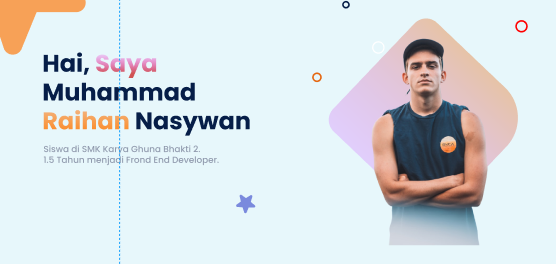 Hai, Saya
Muhammad
Raihan Nasywan
Siswa di SMK Karya Ghuna Bhakti 2.
1.5 Tahun menjadi Frond End Developer.